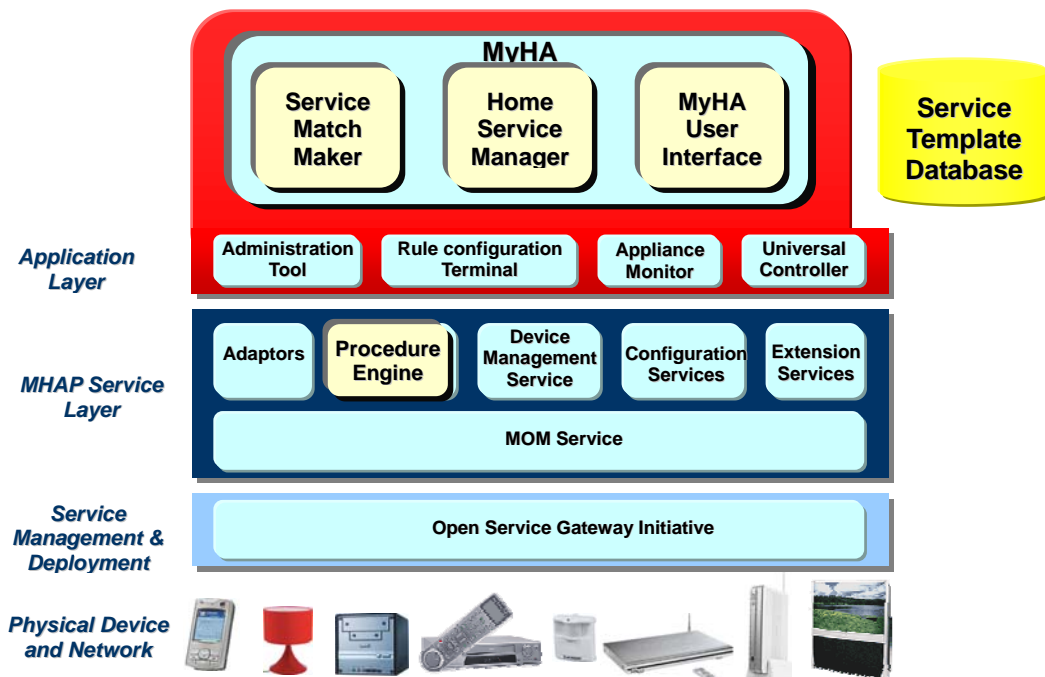 MyHA
Service
Match
Maker
Home
Service
Manager
MyHA
User
Interface
Service
Template
Database
Application
Layer
Administration
Tool
Rule configuration
Terminal
Appliance
Monitor
Universal
Controller
MHAP Service
Layer
Adaptors
Procedure
Engine
Device
Management
Service
Configuration
Services
Extension
Services
MOM Service
Service
Management &
Deployment
Open Service Gateway Initiative
Physical Device
and Network